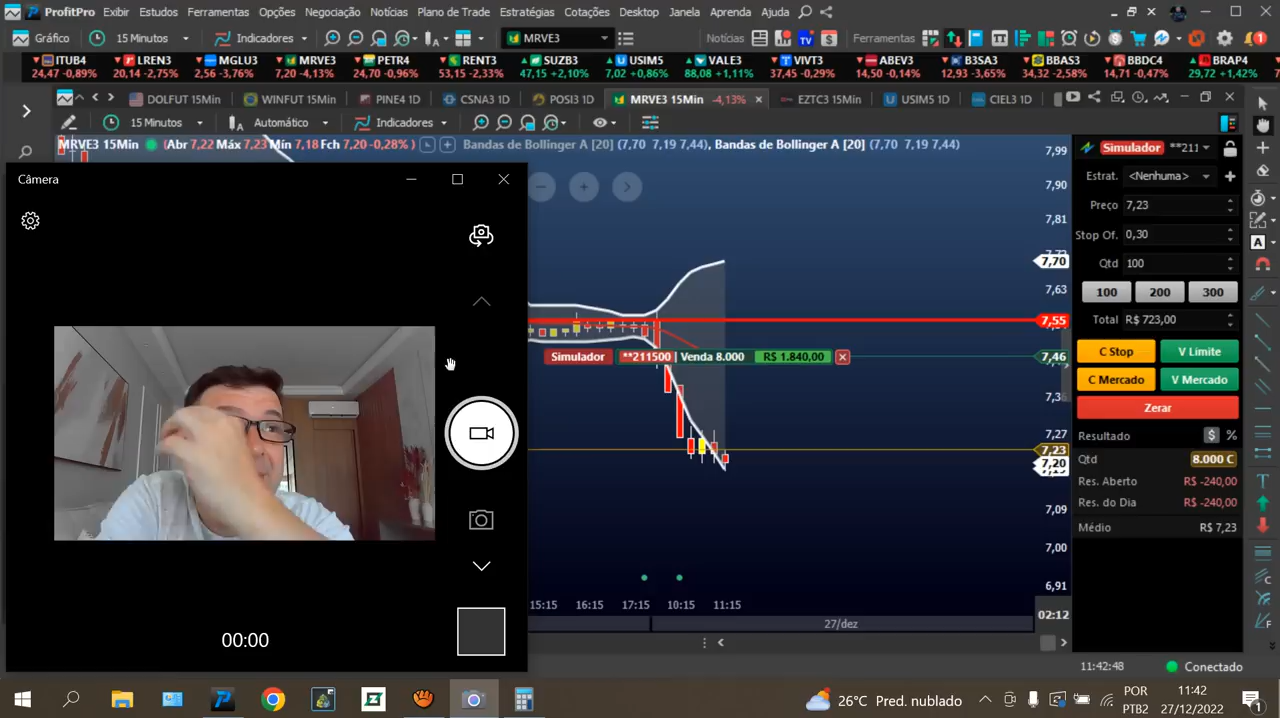 ProfitPro Exibir Estudos Ferramentas Opções Negociação Notícias Plano de Trade Estratégias Cotações Desktop Janela Aprenda Ajuda
Gráfico 15 Minutos Indicadores MRVE3 Notícias Ferramentas
ITUB4 LREN3 MGLU3 MRVE3 PETR4 RENT3 SUZB3 USIM5 VALE3 VIVT3 ABEV3 B3SA3 BBAS3 BBDC4 BRAP4
24,47 -0,89% 20,14 -2,75% 2,56 -3,76% 7,20 -4,13% 24,70 -0,96% 53,15 -2,33% 47,15 +2,10% 7,02 +0,86% 88,08 +1,11% 37,45 -0,29% 14,50 -0,14% 12,93 -3,65% 34,32 -2,58% 14,71 -0,47% 29,72 +1,42%
DOLFUT 15Min WINFUT 15Min PINE4 1D CSNA3 1D POSI3 1D MRVE3 15Min -4,13% EZTC3 15Min USIM5 1D CIEL3 1D
15 Minutos Automático Indicadores
MRVE3 15Min (Abr 7,22 Máx 7,23 Mín 7,18 Fch 7,20 -0,28% ) Bandas de Bollinger A [20] (7,70 7,19 7,44), Bandas de Bollinger A [20] (7,70 7,19 7,44)
Câmera
7,99
7,90
7,81
7,70
7,63
7,55
7,46
7,27
7,23
7,20
7,09
7,00
6,91
Simulador **211500 | Venda 8.000 R$ 1.840,00
15:15 16:15 17:15 10:15 11:15
27/dez
02:12
00:00
Simulador **211
Estrat. <Nenhuma>
Preço 7,23
Stop Of. 0,30
Qtd 100
100 200 300
Total R$ 723,00
C Stop V Limite
C Mercado V Mercado
Zerar
Resultado $ %
Qtd 8.000 C
Res. Aberto R$ -240,00
Res. do Dia R$ -240,00
Médio R$ 7,23
11:42:48 Conectado
26°C Pred. nublado
POR
PTB2
11:42
27/12/2022